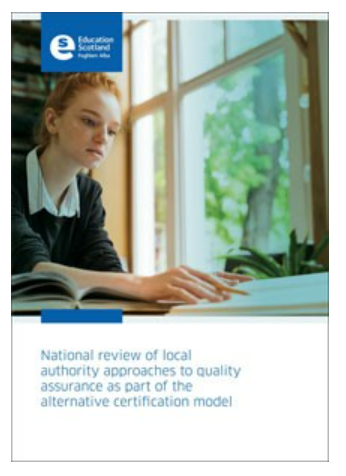 Education
Scotland
Foghlam Alba
National review of local
authority approaches to quality
assurance as part of the
alternative certification model